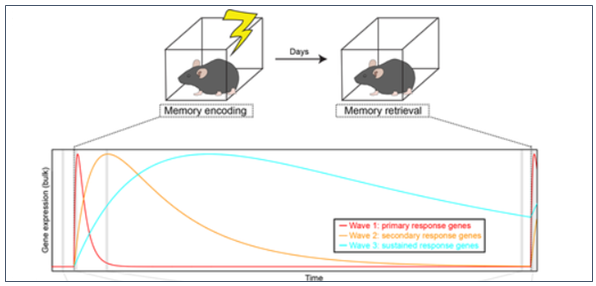 Days
Memory encoding
Memory retrieval
Gene expression (bulk)
Wave 1: primary response genes
Wave 2: secondary response genes
Wave 3: sustained response genes
Time